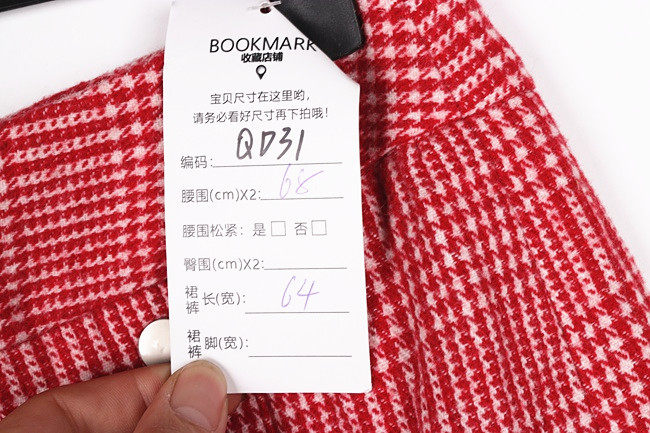 BOOKMARK
收藏店铺
宝贝尺寸在这里哟，
请务必看好尺寸再下拍哦！
编码：QD31
腰围(cm)X2: 68
腰围松紧：是□ 否□
臀围(cm)X2:
裙裤长(宽): 64
裙裤脚(宽):